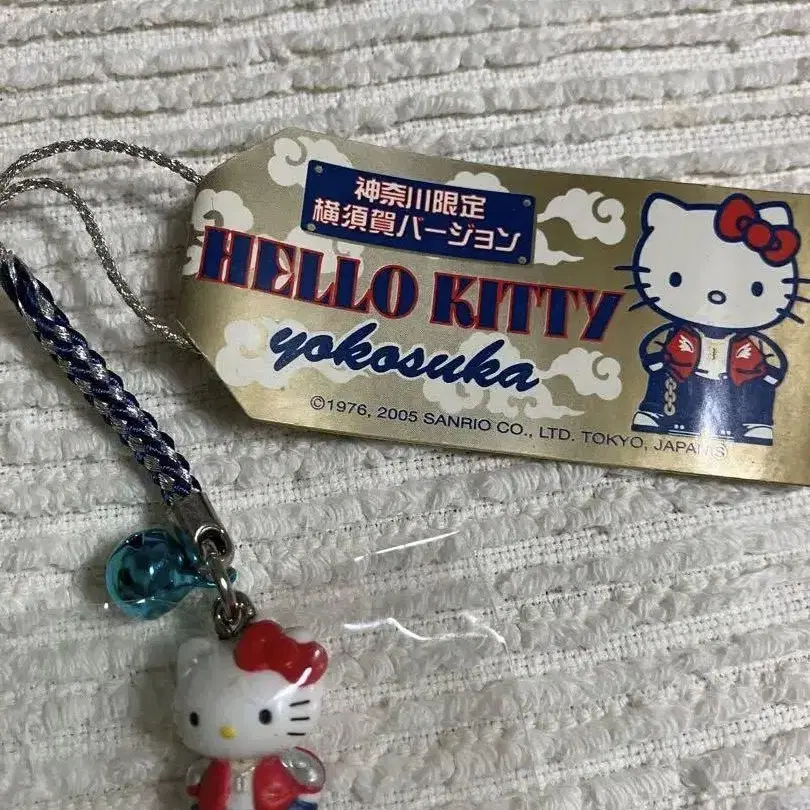 神奈川限定
横須賀バージョン
HELLO KITTY
yokosuka
©1976, 2005 SANRIO CO., LTD. TOKYO, JAPAN Ⓢ